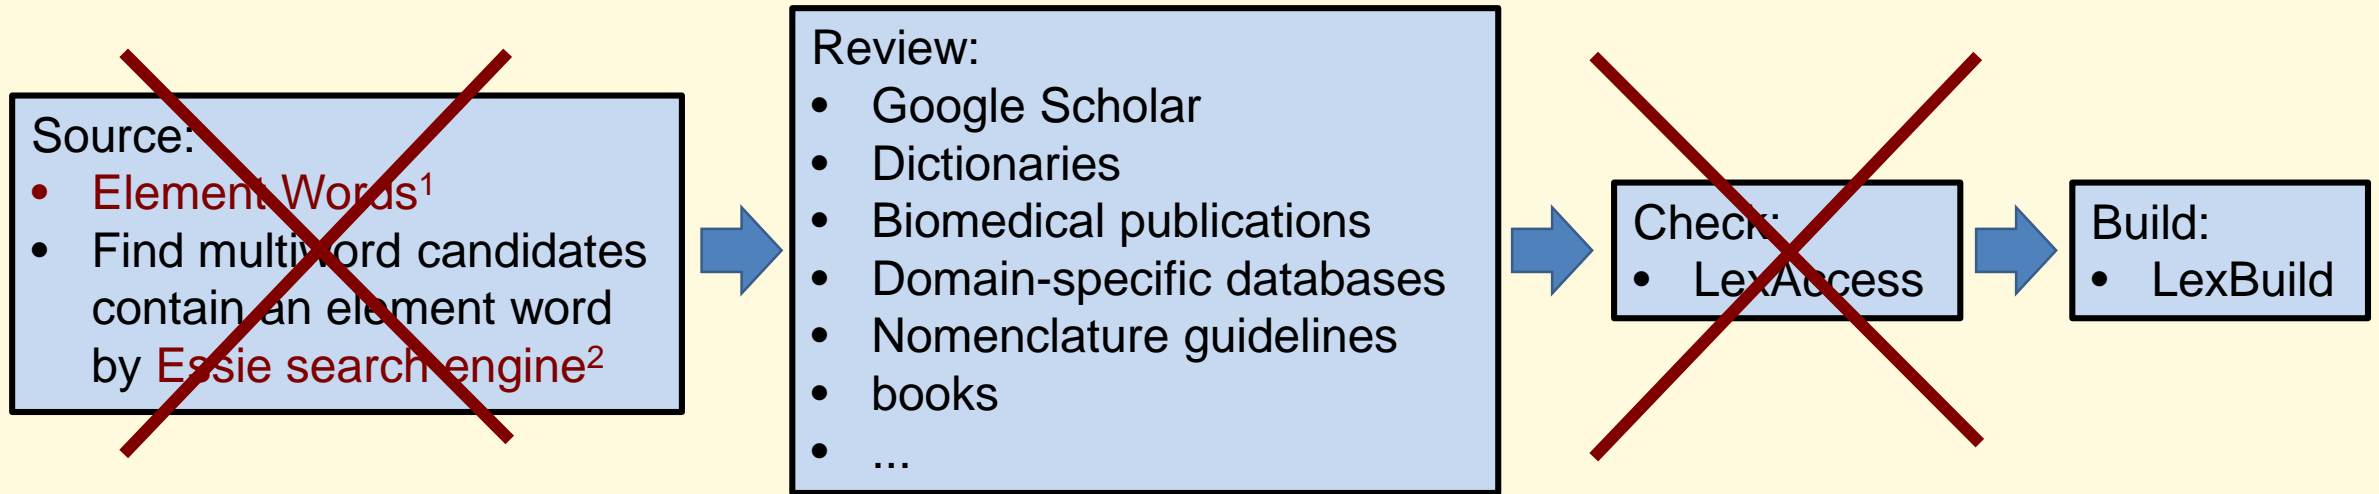 Source:
• Element Words¹
• Find multiword candidates
contain an element word
by Essie search engine²
Review:
• Google Scholar
• Dictionaries
• Biomedical publications
• Domain-specific databases
• Nomenclature guidelines
• books
• ...
Check:
• LexAccess
Build:
• LexBuild